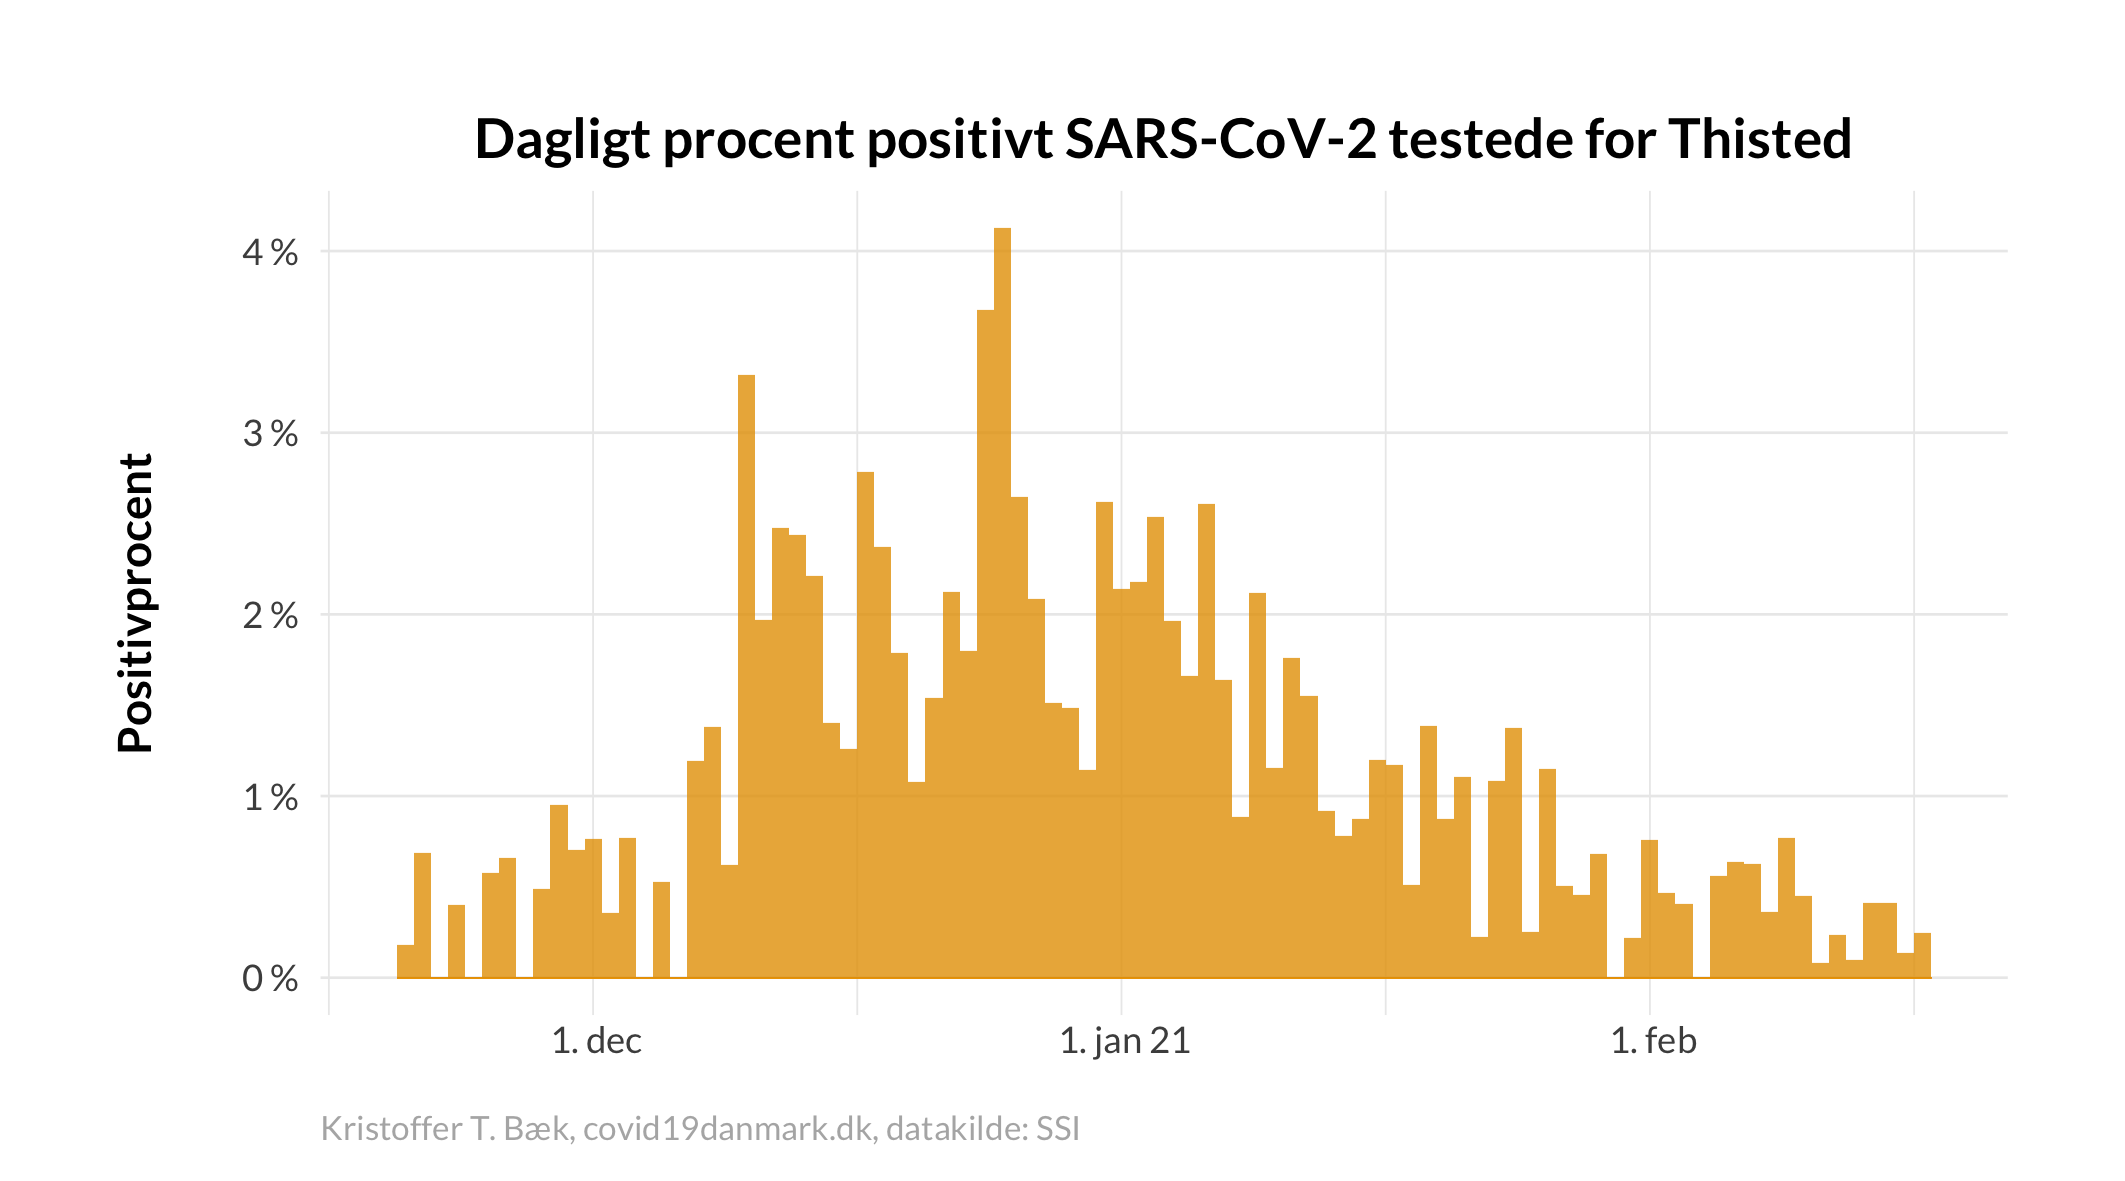 Dagligt procent positivt SARS-CoV-2 testede for Thisted
Positivprocent
4 %
3 %
2 %
1 %
0 %
1. dec
1. jan 21
1. feb
Kristoffer T. Bæk, covid19danmark.dk, datakilde: SSI